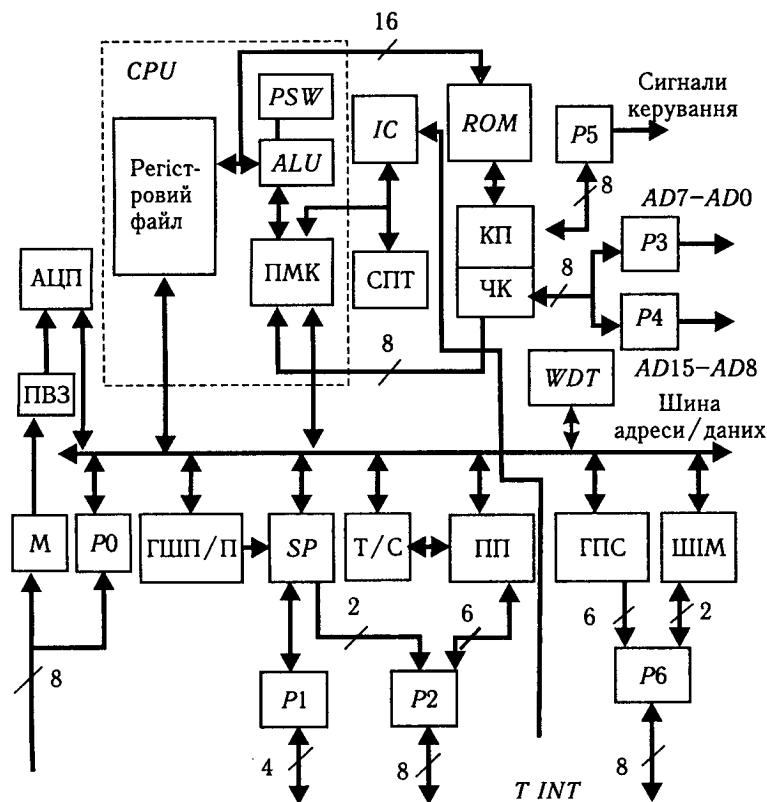 16
CPU
PSW
IC
ROM
P5
Сигнали
керування
Регіст-
ровий
файл
ALU
8
AD7–AD0
КП
P3
АЦП
ПМК
СПТ
ЧК
8
P4
8
AD15–AD8
ПВЗ
WDT
Шина
адреси/даних
М
P0
ГШП/П
SP
Т/С
ПП
ГПС
ШІМ
2
6
6
2
8
P1
P2
P6
4
8
8
T INT